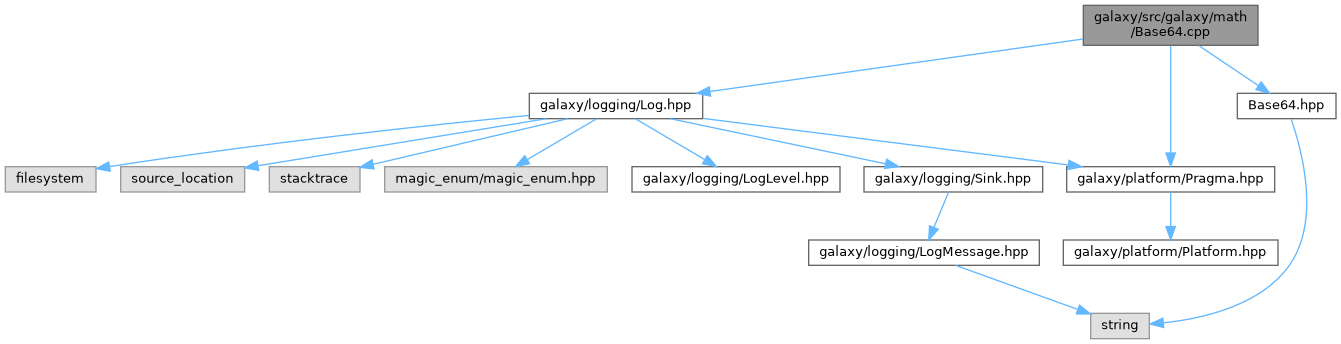 galaxy/src/galaxy/math
/Base64.cpp
galaxy/logging/Log.hpp
Base64.hpp
filesystem
source_location
stacktrace
magic_enum/magic_enum.hpp
galaxy/logging/LogLevel.hpp
galaxy/logging/Sink.hpp
galaxy/platform/Pragma.hpp
galaxy/logging/LogMessage.hpp
galaxy/platform/Platform.hpp
string